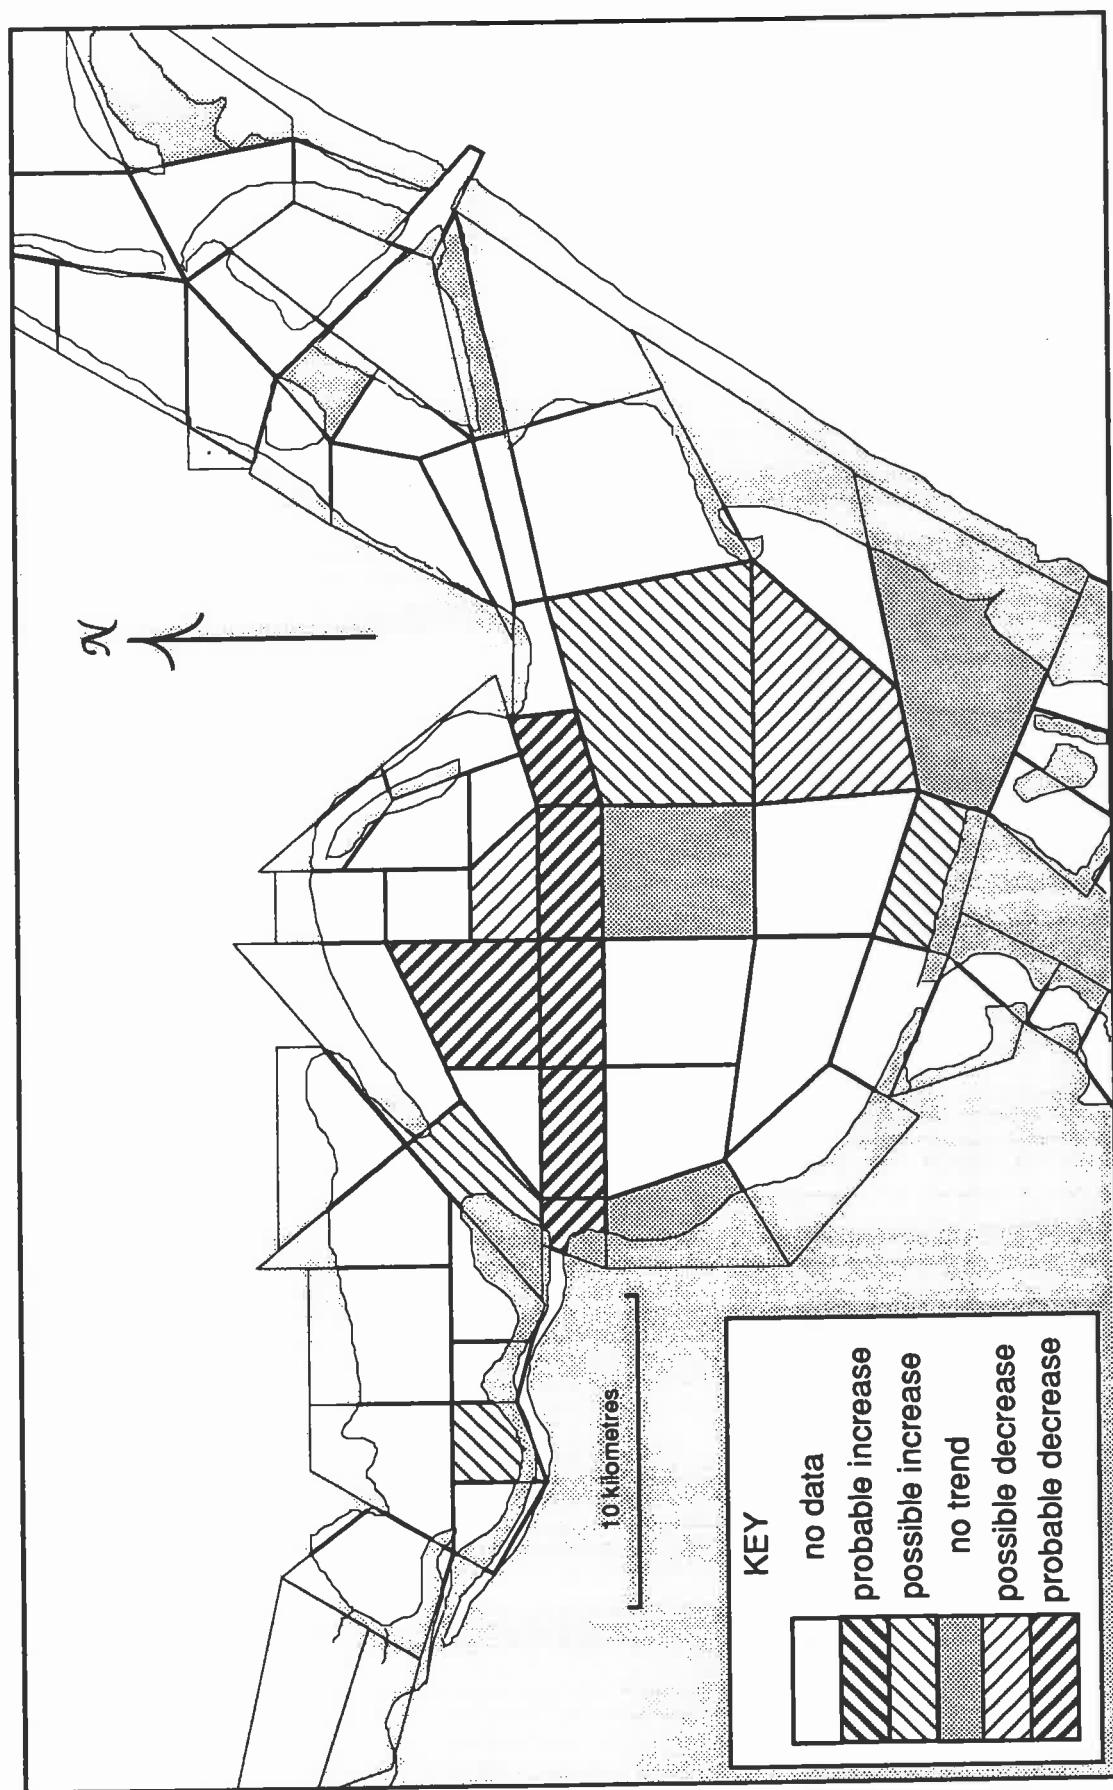 N
10 kilometres
KEY
no data
probable increase
possible increase
no trend
possible decrease
probable decrease